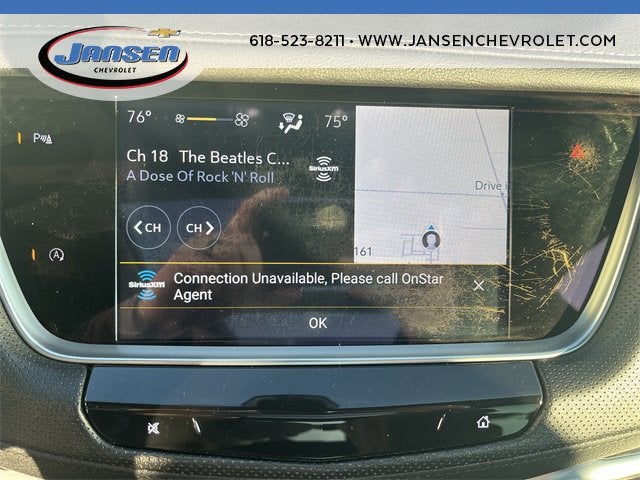 JANSEN
CHEVROLET
618-523-8211 • WWW.JANSENCHEVROLET.COM
76°
75°
P
Ch 18 The Beatles C...
A Dose Of Rock 'N' Roll
SiriusXM
Drive i
CH
CH
A
161
SiriusXM
Connection Unavailable, Please call OnStar
Agent
OK